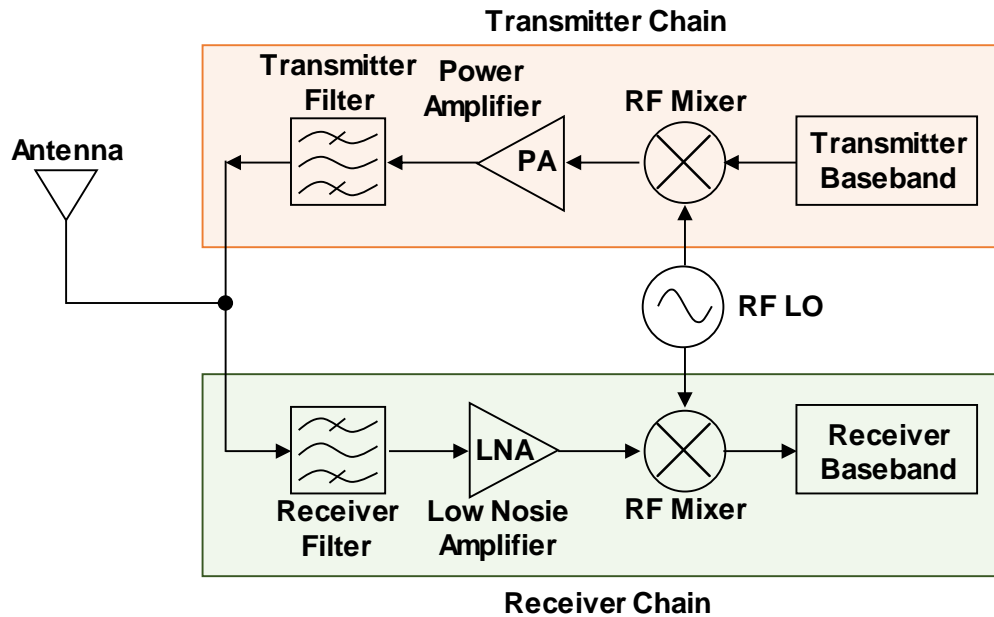 Transmitter Chain
Transmitter
Filter
Power
Amplifier
RF Mixer
Antenna
PA
Transmitter
Baseband
RF LO
LNA
Receiver
Baseband
Receiver
Filter
Low Nosie
Amplifier
RF Mixer
Receiver Chain